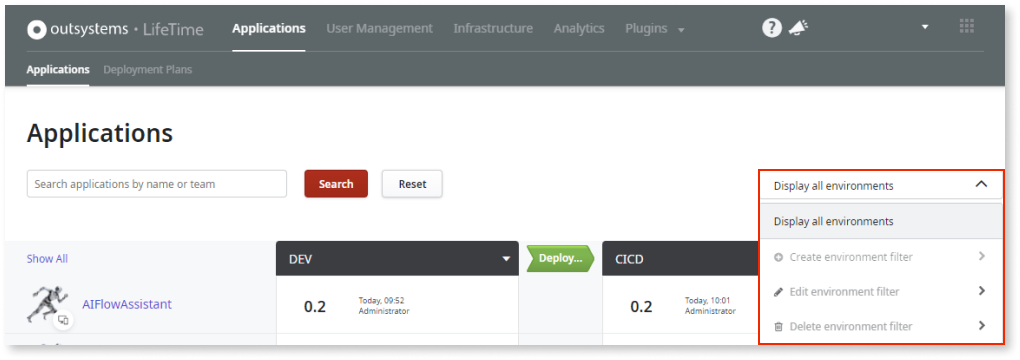 outsystems • LifeTime Applications User Management Infrastructure Analytics Plugins ?
Applications Deployment Plans
Applications
Search applications by name or team Search Reset
Display all environments
Display all environments
Create environment filter
Edit environment filter
Delete environment filter
Show All DEV Deploy... CICD
AIFlowAssistant 0.2 Today, 09:52 Administrator 0.2 Today, 10:01 Administrator